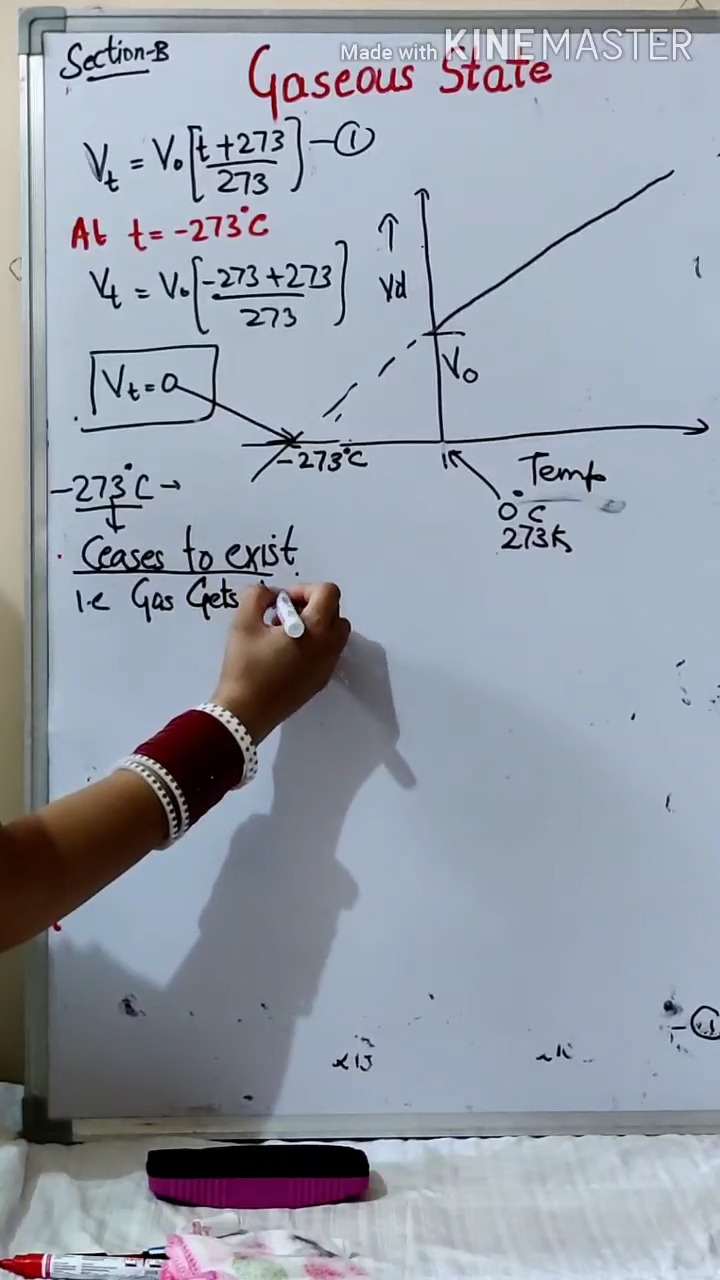 Section-B
Made with KINEMASTER
Gaseous State
Vt = V₀ [t + 273 / 273] — ①
At t = -273°C
Vt = V₀ [-273 + 273 / 273]
Vt = 0
↑
Vd
V₀
-273°C
Temp
0°C
273K
-273°C →
Ceases to exist
i.e Gas Gets